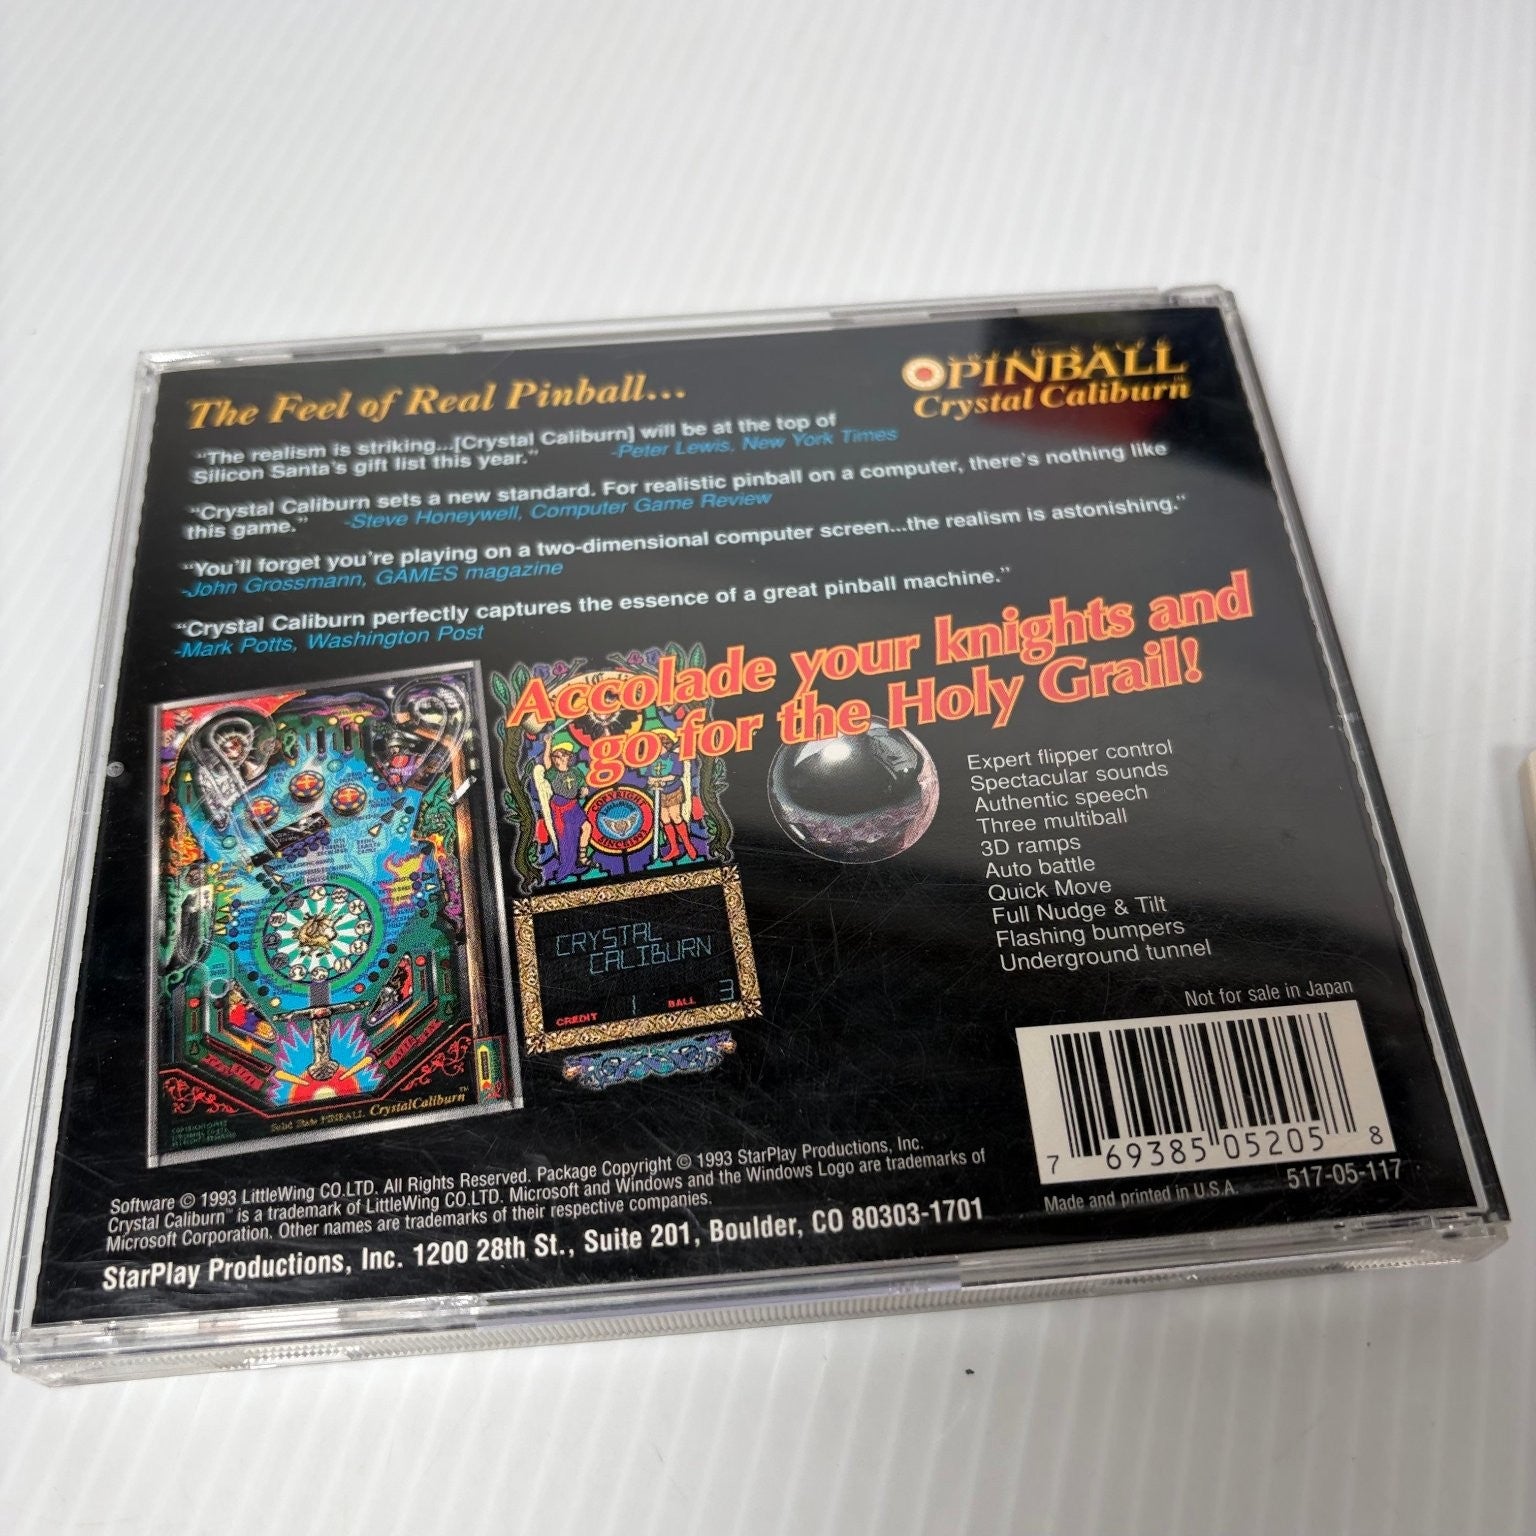 The Feel of Real Pinball...
PINBALL
Crystal Caliburn
"The realism is striking...[Crystal Caliburn] will be at the top of
Silicon Santa's gift list this year." -Peter Lewis, New York Times
"Crystal Caliburn sets a new standard. For realistic pinball on a computer, there's nothing like
this game." -Steve Honeywell, Computer Game Review
"You'll forget you're playing on a two-dimensional computer screen...the realism is astonishing."
-John Grossmann, GAMES magazine
"Crystal Caliburn perfectly captures the essence of a great pinball machine."
-Mark Potts, Washington Post
Accolade your knights and
go for the Holy Grail!
COPYRIGHT
SINCE
CRYSTAL
CALIBURN
CREDIT 1 BALL 3
Solid State PINBALL CrystalCaliburn™
Expert flipper control
Spectacular sounds
Authentic speech
Three multiball
3D ramps
Auto battle
Quick Move
Full Nudge & Tilt
Flashing bumpers
Underground tunnel
Not for sale in Japan
7 69385 05205 8
Made and printed in U.S.A. 517-05-117
Software © 1993 LittleWing CO.LTD. All Rights Reserved. Package Copyright © 1993 StarPlay Productions, Inc.
Crystal Caliburn™ is a trademark of LittleWing CO.LTD. Microsoft and Windows and the Windows Logo are trademarks of
Microsoft Corporation. Other names are trademarks of their respective companies.
StarPlay Productions, Inc. 1200 28th St., Suite 201, Boulder, CO 80303-1701